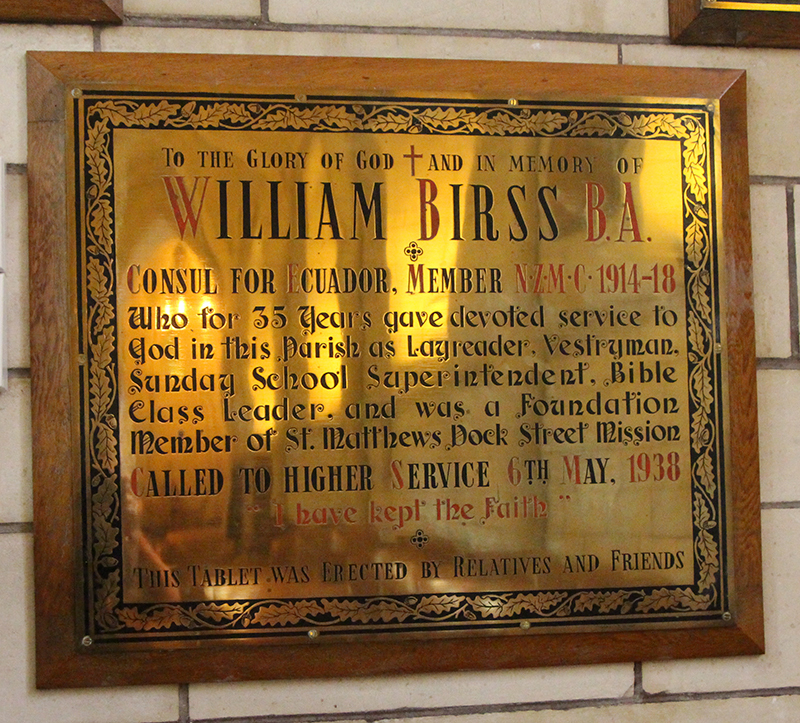 To the Glory of God ✝ and in memory of
William Birss B.A.
Consul for Ecuador, Member N·Z·M·C· 1914-18
Who for 35 Years gave devoted service to
God in this Parish as Layreader, Vestryman,
Sunday School Superintendent, Bible
Class Leader, and was a Foundation
Member of St. Matthews Dock Street Mission
Called to higher Service 6th May, 1938
"I have kept the Faith"
This Tablet was Erected by Relatives and Friends